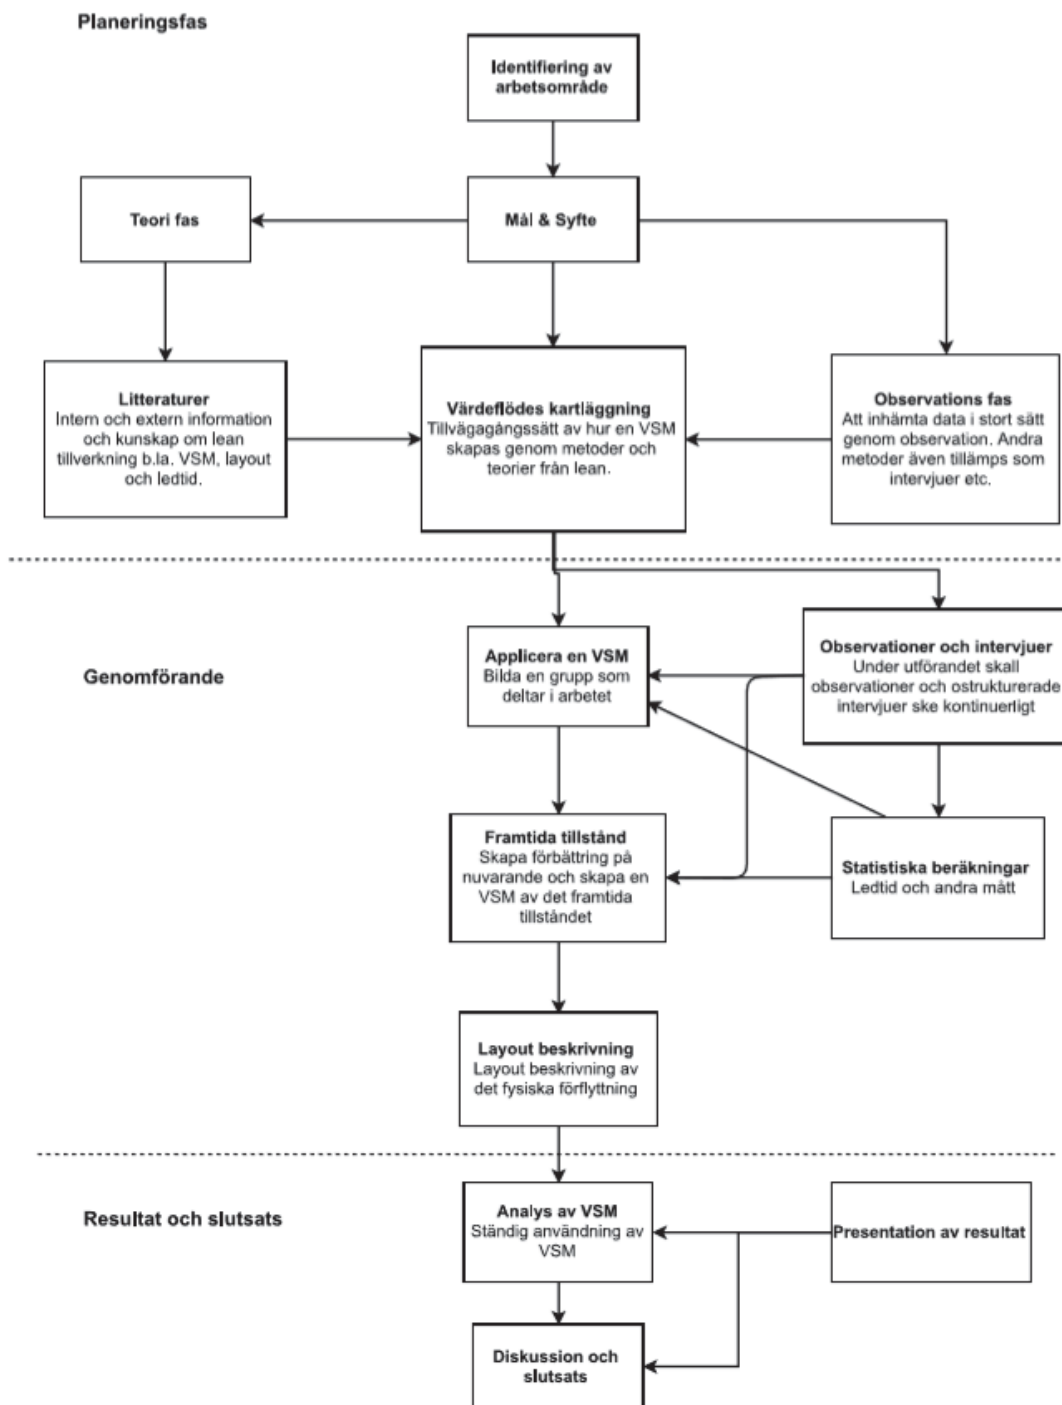 Planeringsfas
Identifiering av
arbetsområde
Teori fas
Mål & Syfte
Litteraturer
Intern och extern information
och kunskap om lean
tillverkning b.la. VSM, layout
och ledtid.
Värdeflödes kartläggning
Tillvägagångssätt av hur en VSM
skapas genom metoder och
teorier från lean.
Observations fas
Att inhämta data i stort sätt
genom observation. Andra
metoder även tillämps som
intervjuer etc.
Genomförande
Applicera en VSM
Bilda en grupp som
deltar i arbetet
Observationer och intervjuer
Under utförandet skall
observationer och ostrukturerade
intervjuer ske kontinuerligt
Framtida tillstånd
Skapa förbättring på
nuvarande och skapa en
VSM av det framtida
tillståndet
Statistiska beräkningar
Ledtid och andra mått
Layout beskrivning
Layout beskrivning av
det fysiska förflyttning
Resultat och slutsats
Analys av VSM
Ständig användning av
VSM
Presentation av resultat
Diskussion och
slutsats